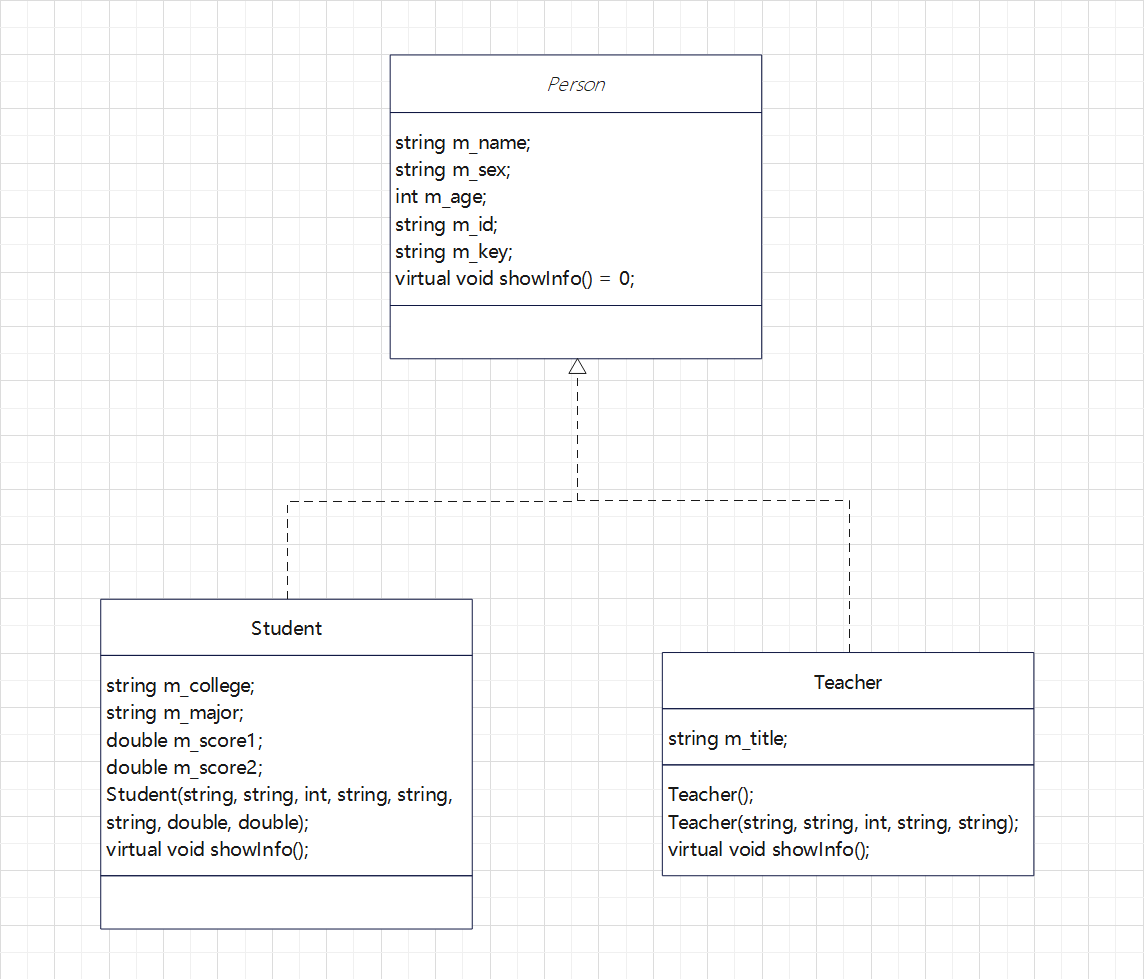 Person
string m_name;
string m_sex;
int m_age;
string m_id;
string m_key;
virtual void showInfo() = 0;
Student
string m_college;
string m_major;
double m_score1;
double m_score2;
Student(string, string, int, string, string,
string, double, double);
virtual void showInfo();
Teacher
string m_title;
Teacher();
Teacher(string, string, int, string, string);
virtual void showInfo();